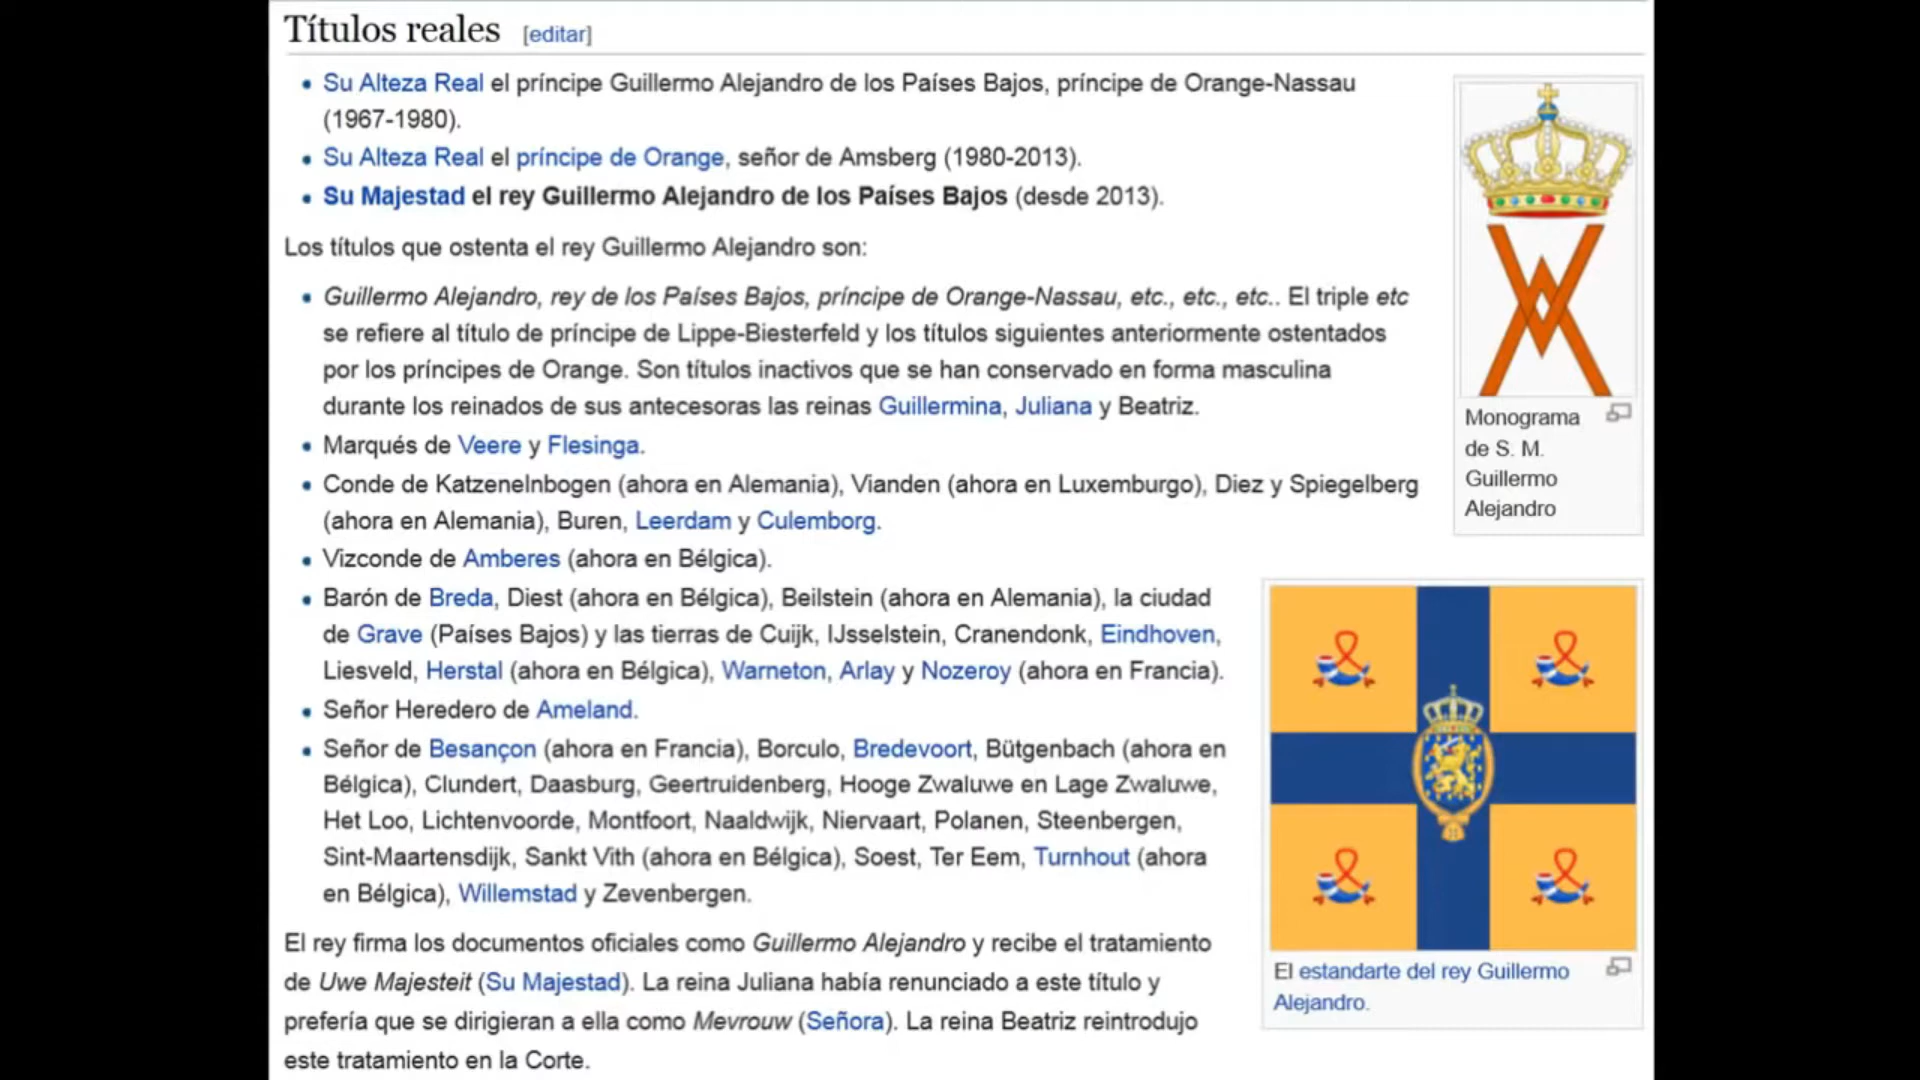 Títulos reales [editar]
Su Alteza Real el príncipe Guillermo Alejandro de los Países Bajos, príncipe de Orange-Nassau
(1967-1980).
Su Alteza Real el príncipe de Orange, señor de Amsberg (1980-2013).
Su Majestad el rey Guillermo Alejandro de los Países Bajos (desde 2013).
Los títulos que ostenta el rey Guillermo Alejandro son:
Guillermo Alejandro, rey de los Países Bajos, príncipe de Orange-Nassau, etc., etc., etc.. El triple etc
se refiere al título de príncipe de Lippe-Biesterfeld y los títulos siguientes anteriormente ostentados
por los príncipes de Orange. Son títulos inactivos que se han conservado en forma masculina
durante los reinados de sus antecesoras las reinas Guillermina, Juliana y Beatriz.
Marqués de Veere y Flesinga.
Conde de Katzenelnbogen (ahora en Alemania), Vianden (ahora en Luxemburgo), Diez y Spiegelberg
(ahora en Alemania), Buren, Leerdam y Culemborg.
Vizconde de Amberes (ahora en Bélgica).
Barón de Breda, Diest (ahora en Bélgica), Beilstein (ahora en Alemania), la ciudad
de Grave (Países Bajos) y las tierras de Cuijk, IJsselstein, Cranendonk, Eindhoven,
Liesveld, Herstal (ahora en Bélgica), Warneton, Arlay y Nozeroy (ahora en Francia).
Señor Heredero de Ameland.
Señor de Besançon (ahora en Francia), Borculo, Bredevoort, Bütgenbach (ahora en
Bélgica), Clundert, Daasburg, Geertruidenberg, Hooge Zwaluwe en Lage Zwaluwe,
Het Loo, Lichtenvoorde, Montfoort, Naaldwijk, Niervaart, Polanen, Steenbergen,
Sint-Maartensdijk, Sankt Vith (ahora en Bélgica), Soest, Ter Eem, Turnhout (ahora
en Bélgica), Willemstad y Zevenbergen.
El rey firma los documentos oficiales como Guillermo Alejandro y recibe el tratamiento
de Uwe Majesteit (Su Majestad). La reina Juliana había renunciado a este título y
prefería que se dirigieran a ella como Mevrouw (Señora). La reina Beatriz reintrodujo
este tratamiento en la Corte.
Monograma
de S. M.
Guillermo
Alejandro
El estandarte del rey Guillermo
Alejandro.